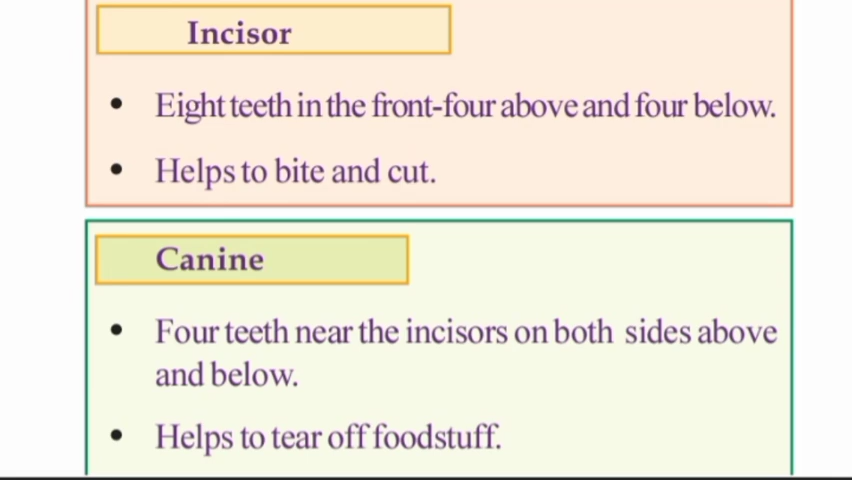 Incisor
• Eight teeth in the front-four above and four below.
• Helps to bite and cut.
Canine
• Four teeth near the incisors on both sides above
and below.
• Helps to tear off foodstuff.